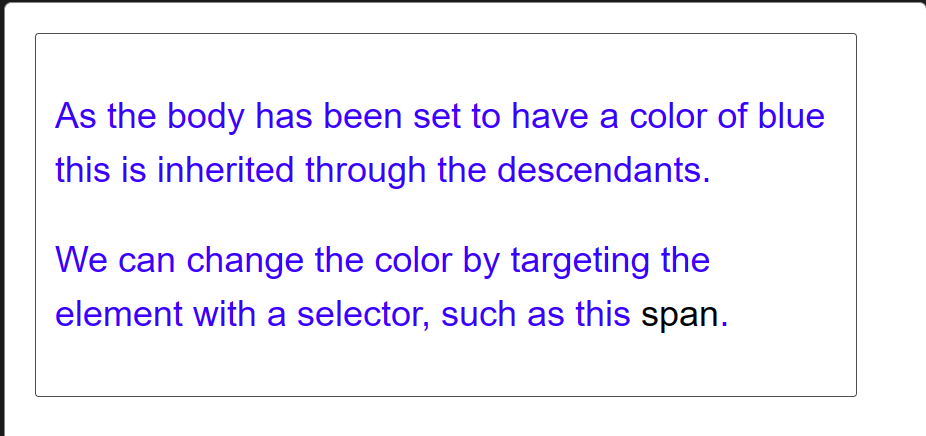 As the body has been set to have a color of blue
this is inherited through the descendants.
We can change the color by targeting the
element with a selector, such as this span.